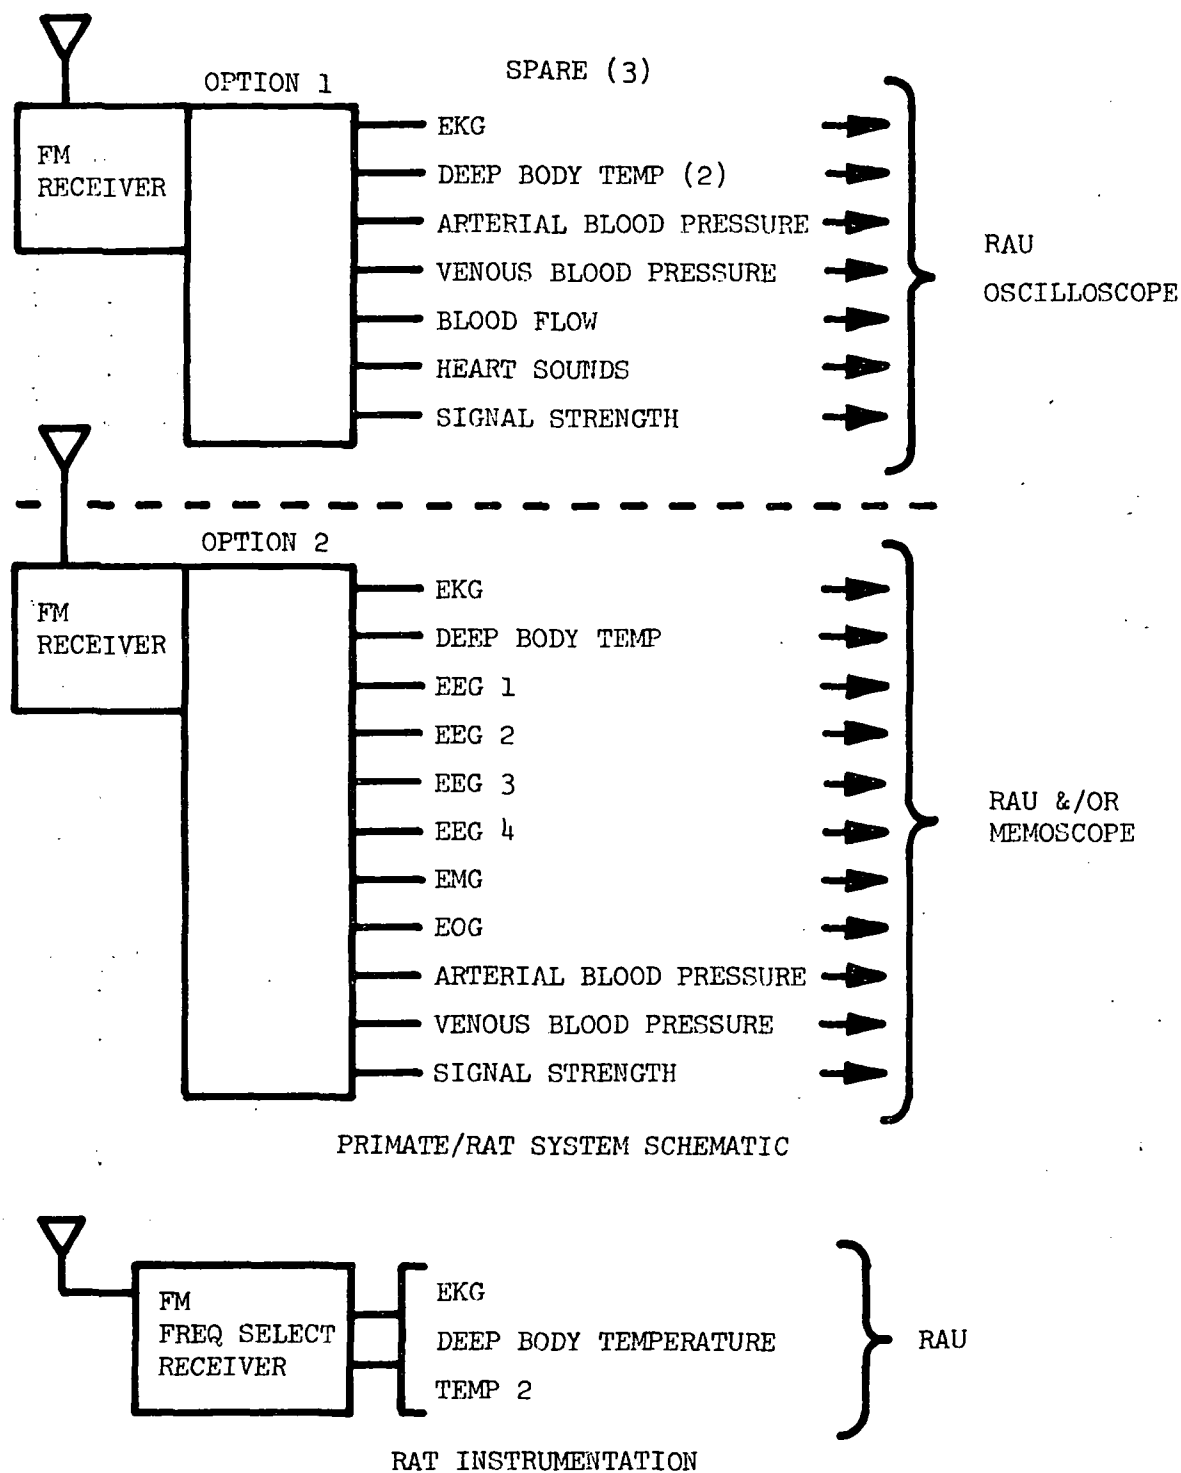 SPARE (3)
OPTION 1
FM
RECEIVER
EKG
DEEP BODY TEMP (2)
ARTERIAL BLOOD PRESSURE
VENOUS BLOOD PRESSURE
BLOOD FLOW
HEART SOUNDS
SIGNAL STRENGTH
RAU
OSCILLOSCOPE
OPTION 2
FM
RECEIVER
EKG
DEEP BODY TEMP
EEG 1
EEG 2
EEG 3
EEG 4
EMG
EOG
ARTERIAL BLOOD PRESSURE
VENOUS BLOOD PRESSURE
SIGNAL STRENGTH
RAU &/OR
MEMOSCOPE
PRIMATE/RAT SYSTEM SCHEMATIC
FM
FREQ SELECT
RECEIVER
EKG
DEEP BODY TEMPERATURE
TEMP 2
RAU
RAT INSTRUMENTATION